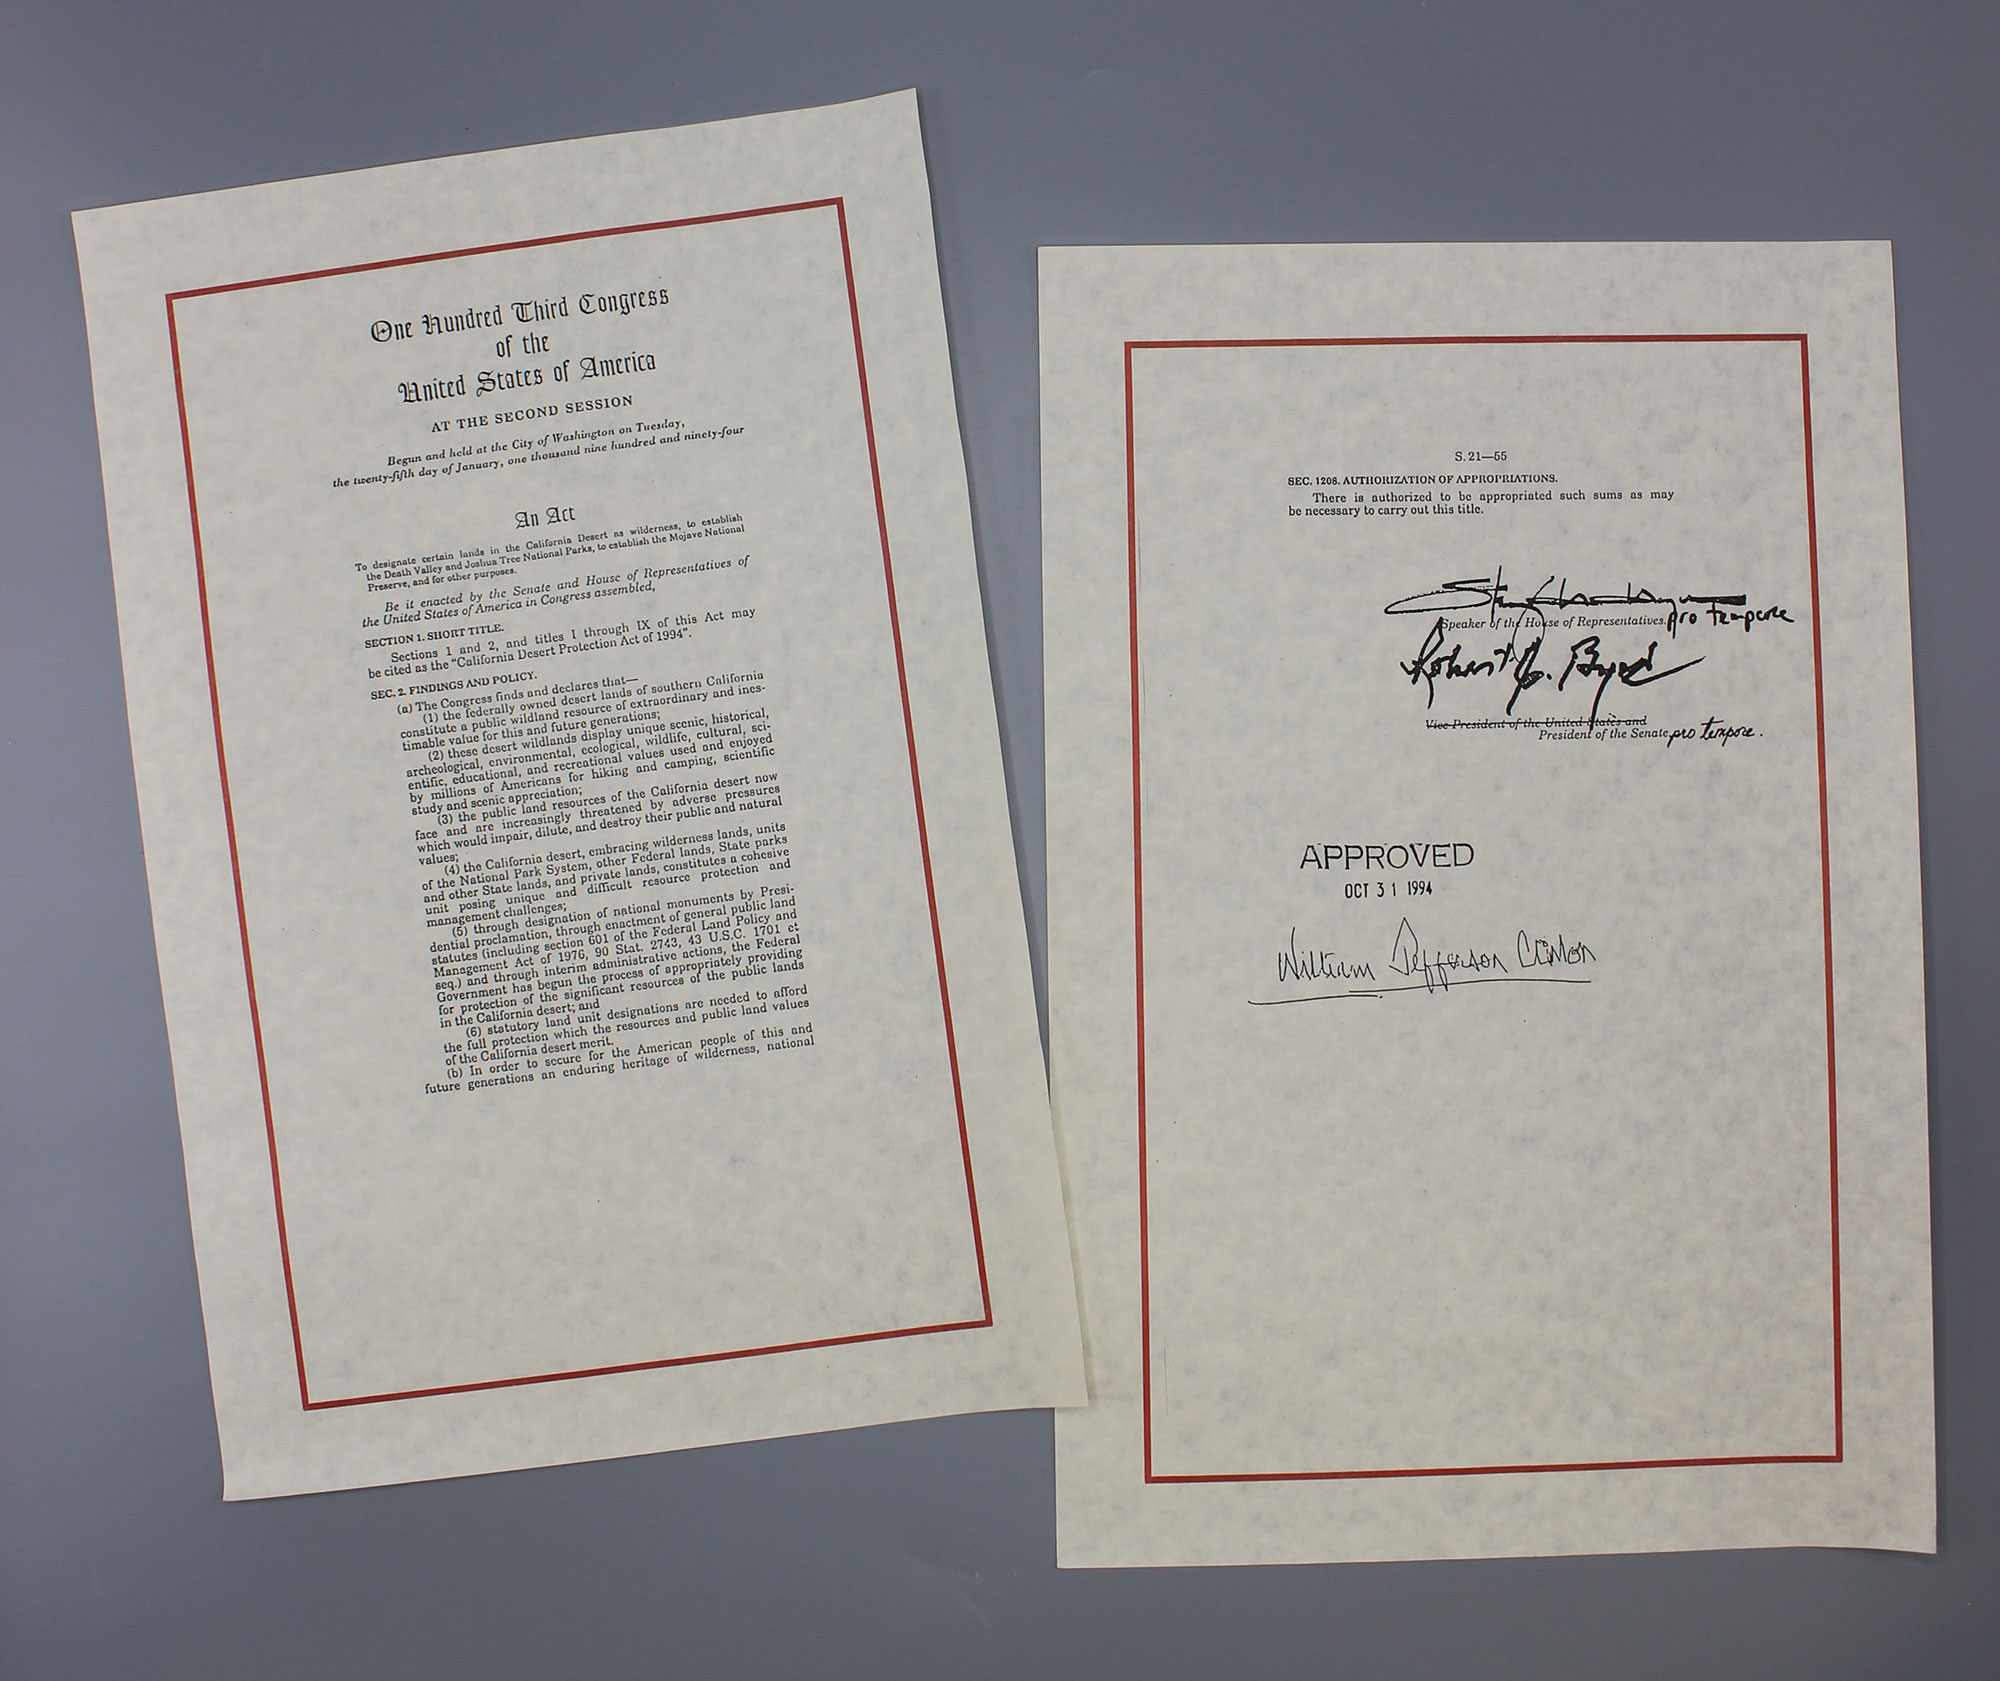 One Hundred Third Congress
of the
United States of America
AT THE SECOND SESSION
Begun and held at the City of Washington on Tuesday,
the twenty-fifth day of January, one thousand nine hundred and ninety-four
An Act
To designate certain lands in the California Desert as wilderness, to establish
the Death Valley and Joshua Tree National Parks, to establish the Mojave National
Preserve, and for other purposes.
Be it enacted by the Senate and House of Representatives of
the United States of America in Congress assembled,
SECTION 1. SHORT TITLE.
Sections 1 and 2, and titles I through IX of this Act may
be cited as the "California Desert Protection Act of 1994".
SEC. 2. FINDINGS AND POLICY.
(a) The Congress finds and declares that—
(1) the federally owned desert lands of southern California
constitute a public wildland resource of extraordinary and ines-
timable value for this and future generations;
(2) these desert wildlands display unique scenic, historical,
archeological, environmental, ecological, wildlife, cultural, sci-
entific, educational, and recreational values used and enjoyed
by millions of Americans for hiking and camping, scientific
study and scenic appreciation;
(3) the public land resources of the California desert now
face and are increasingly threatened by adverse pressures
which would impair, dilute, and destroy their public and natural
values;
(4) the California desert, embracing wilderness lands, units
of the National Park System, other Federal lands, State parks
and other State lands, and private lands, constitutes a cohesive
unit posing unique and difficult resource protection and
management challenges;
(5) through designation of national monuments by Presi-
dential proclamation, through enactment of general public land
statutes (including section 601 of the Federal Land Policy and
Management Act of 1976, 90 Stat. 2743, 43 U.S.C. 1701 et
seq.) and through interim administrative actions, the Federal
Government has begun the process of appropriately providing
for protection of the significant resources of the public lands
in the California desert; and
(6) statutory land unit designations are needed to afford
the full protection which the resources and public land values
of the California desert merit.
(b) In order to secure for the American people of this and
future generations an enduring heritage of wilderness, national
S. 21—55
SEC. 1208. AUTHORIZATION OF APPROPRIATIONS.
There is authorized to be appropriated such sums as may
be necessary to carry out this title.
Speaker of the House of Representatives. pro tempore
Robert C. Byrd
Vice President of the United States and
President of the Senate pro tempore.
APPROVED
OCT 31 1994
William Jefferson Clinton